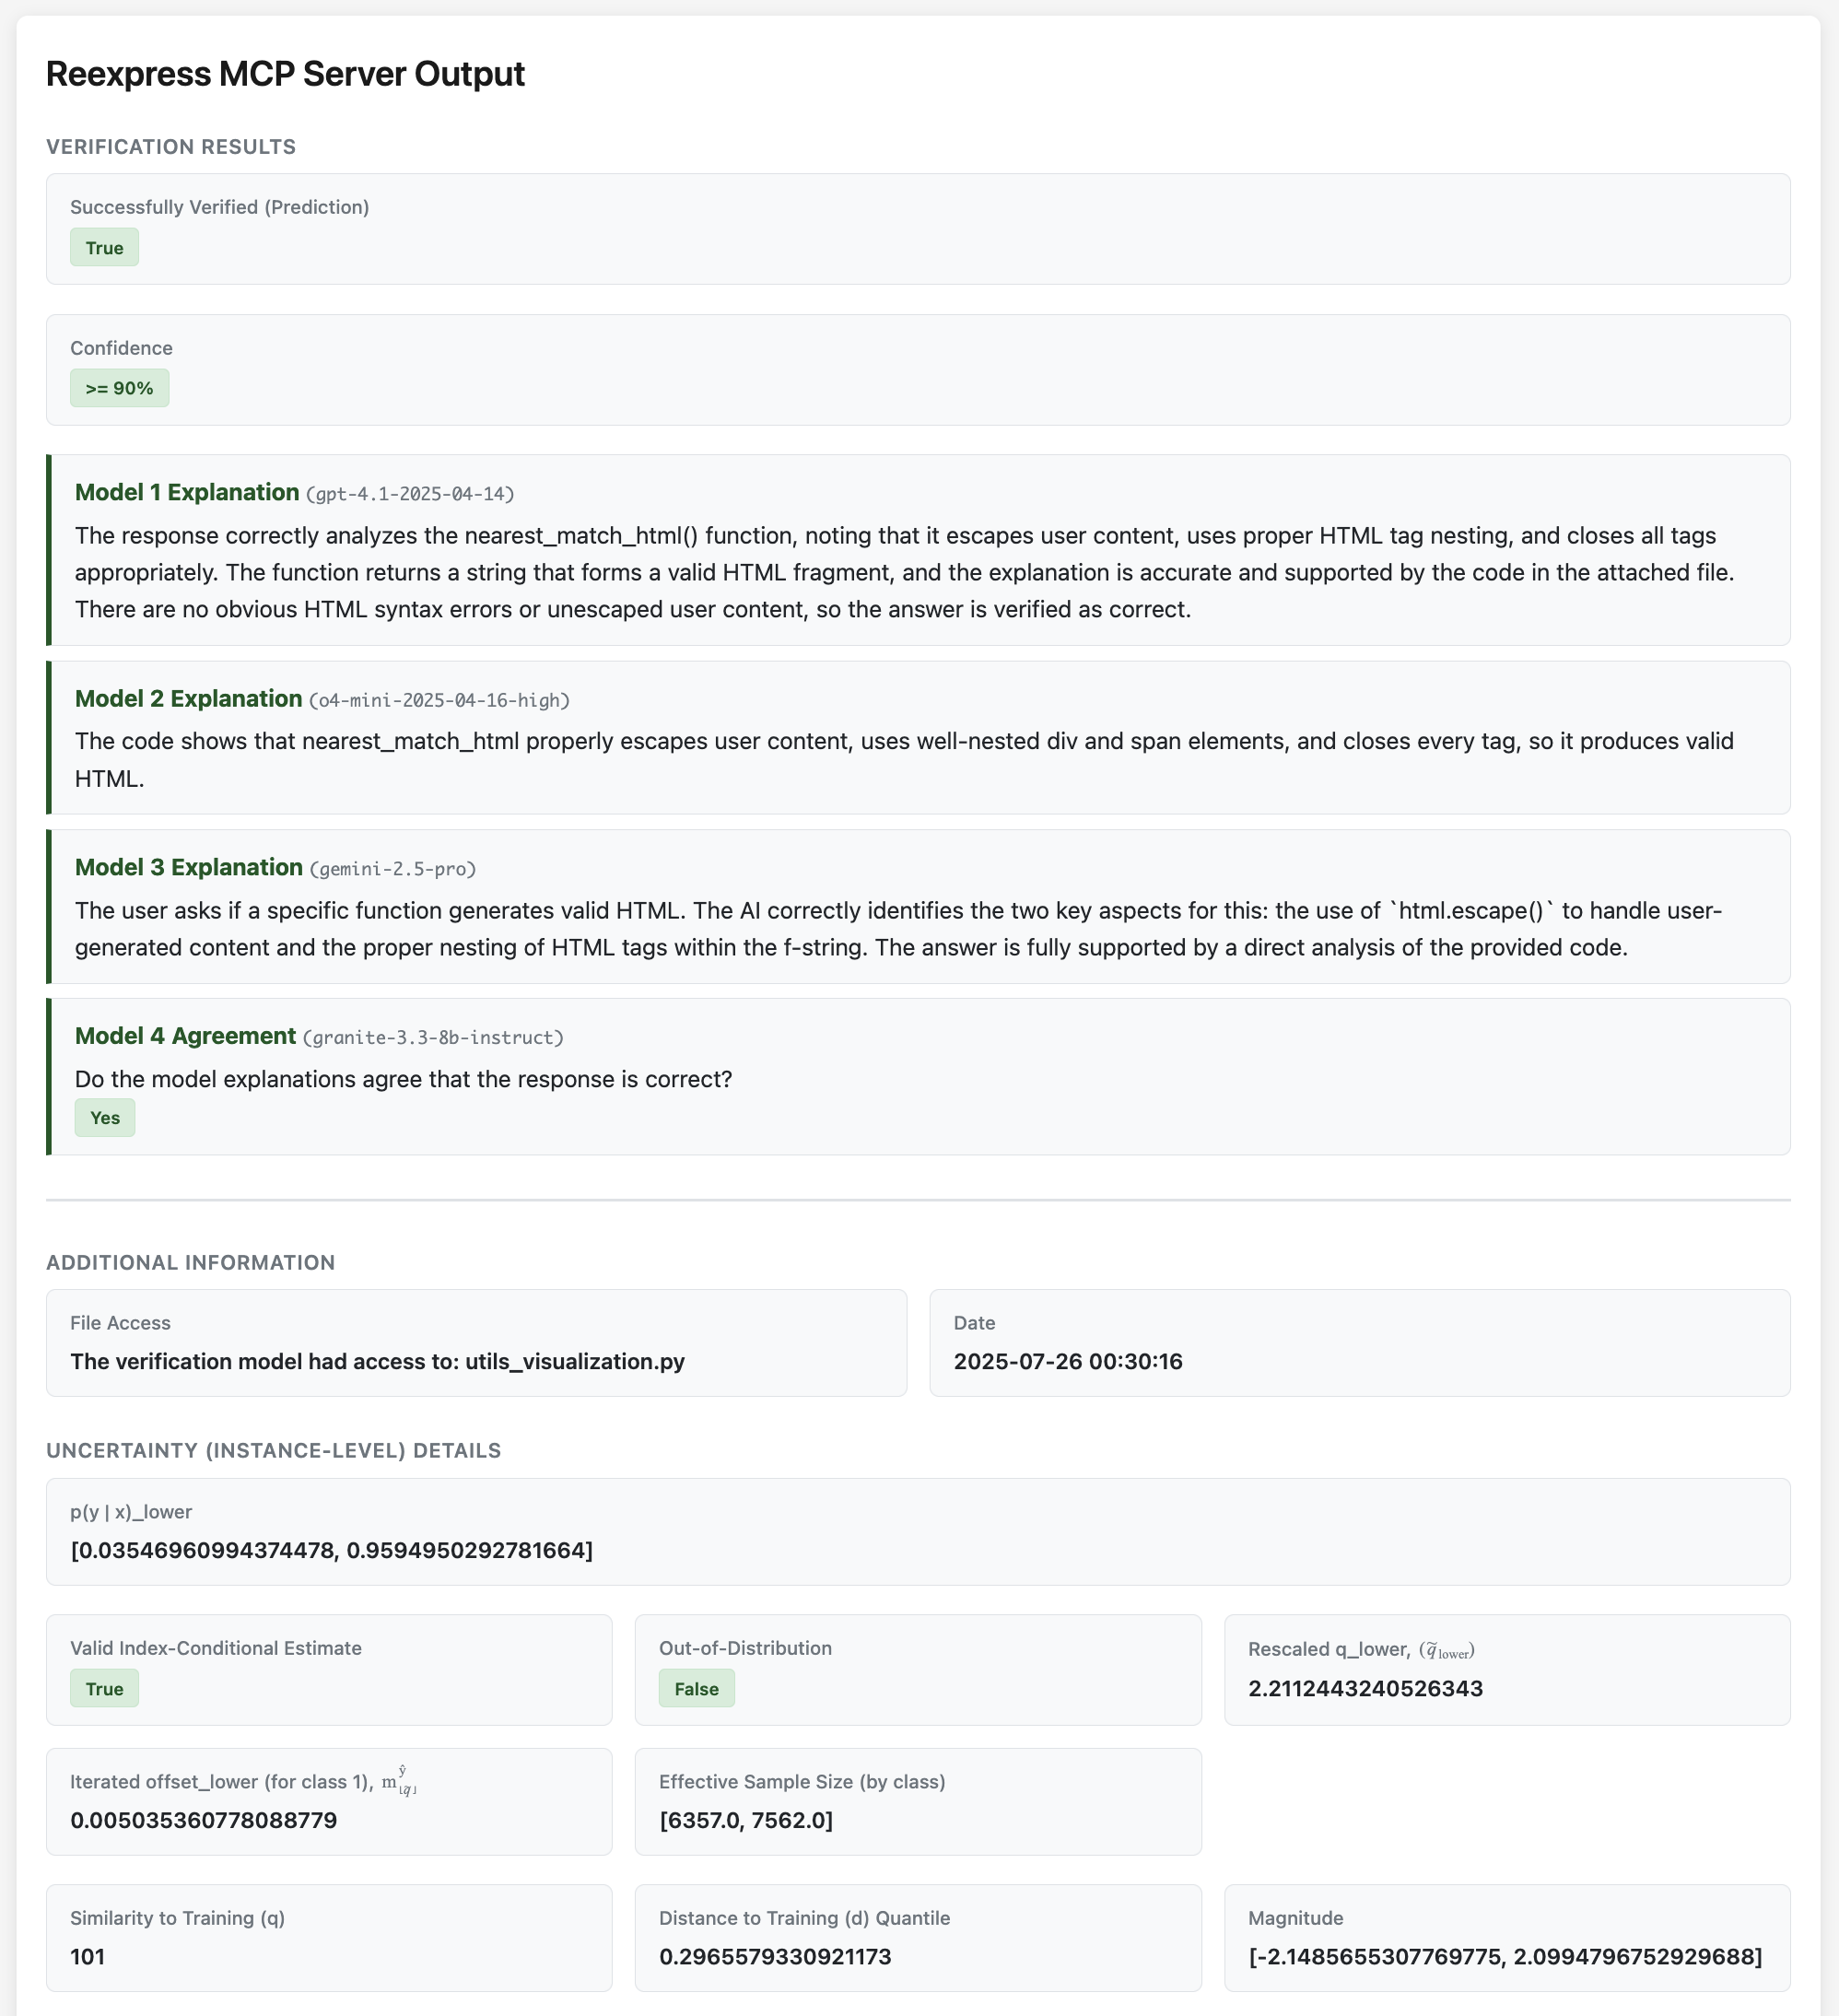 Reexpress MCP Server Output
VERIFICATION RESULTS
Successfully Verified (Prediction)
True
Confidence
>= 90%
Model 1 Explanation (gpt-4.1-2025-04-14)
The response correctly analyzes the nearest_match_html() function, noting that it escapes user content, uses proper HTML tag nesting, and closes all tags
appropriately. The function returns a string that forms a valid HTML fragment, and the explanation is accurate and supported by the code in the attached file.
There are no obvious HTML syntax errors or unescaped user content, so the answer is verified as correct.
Model 2 Explanation (o4-mini-2025-04-16-high)
The code shows that nearest_match_html properly escapes user content, uses well-nested div and span elements, and closes every tag, so it produces valid
HTML.
Model 3 Explanation (gemini-2.5-pro)
The user asks if a specific function generates valid HTML. The AI correctly identifies the two key aspects for this: the use of `html.escape()` to handle user-
generated content and the proper nesting of HTML tags within the f-string. The answer is fully supported by a direct analysis of the provided code.
Model 4 Agreement (granite-3.3-8b-instruct)
Do the model explanations agree that the response is correct?
Yes
ADDITIONAL INFORMATION
File Access
The verification model had access to: utils_visualization.py
Date
2025-07-26 00:30:16
UNCERTAINTY (INSTANCE-LEVEL) DETAILS
p(y | x)_lower
[0.03546960994374478, 0.9594950292781664]
Valid Index-Conditional Estimate
True
Out-of-Distribution
False
Rescaled q_lower, (q̃lower)
2.2112443240526343
Iterated offset_lower (for class 1), m⌊q̃⌋ŷ
0.005035360778088779
Effective Sample Size (by class)
[6357.0, 7562.0]
Similarity to Training (q)
101
Distance to Training (d) Quantile
0.2965579330921173
Magnitude
[-2.1485655307769775, 2.0994796752929688]